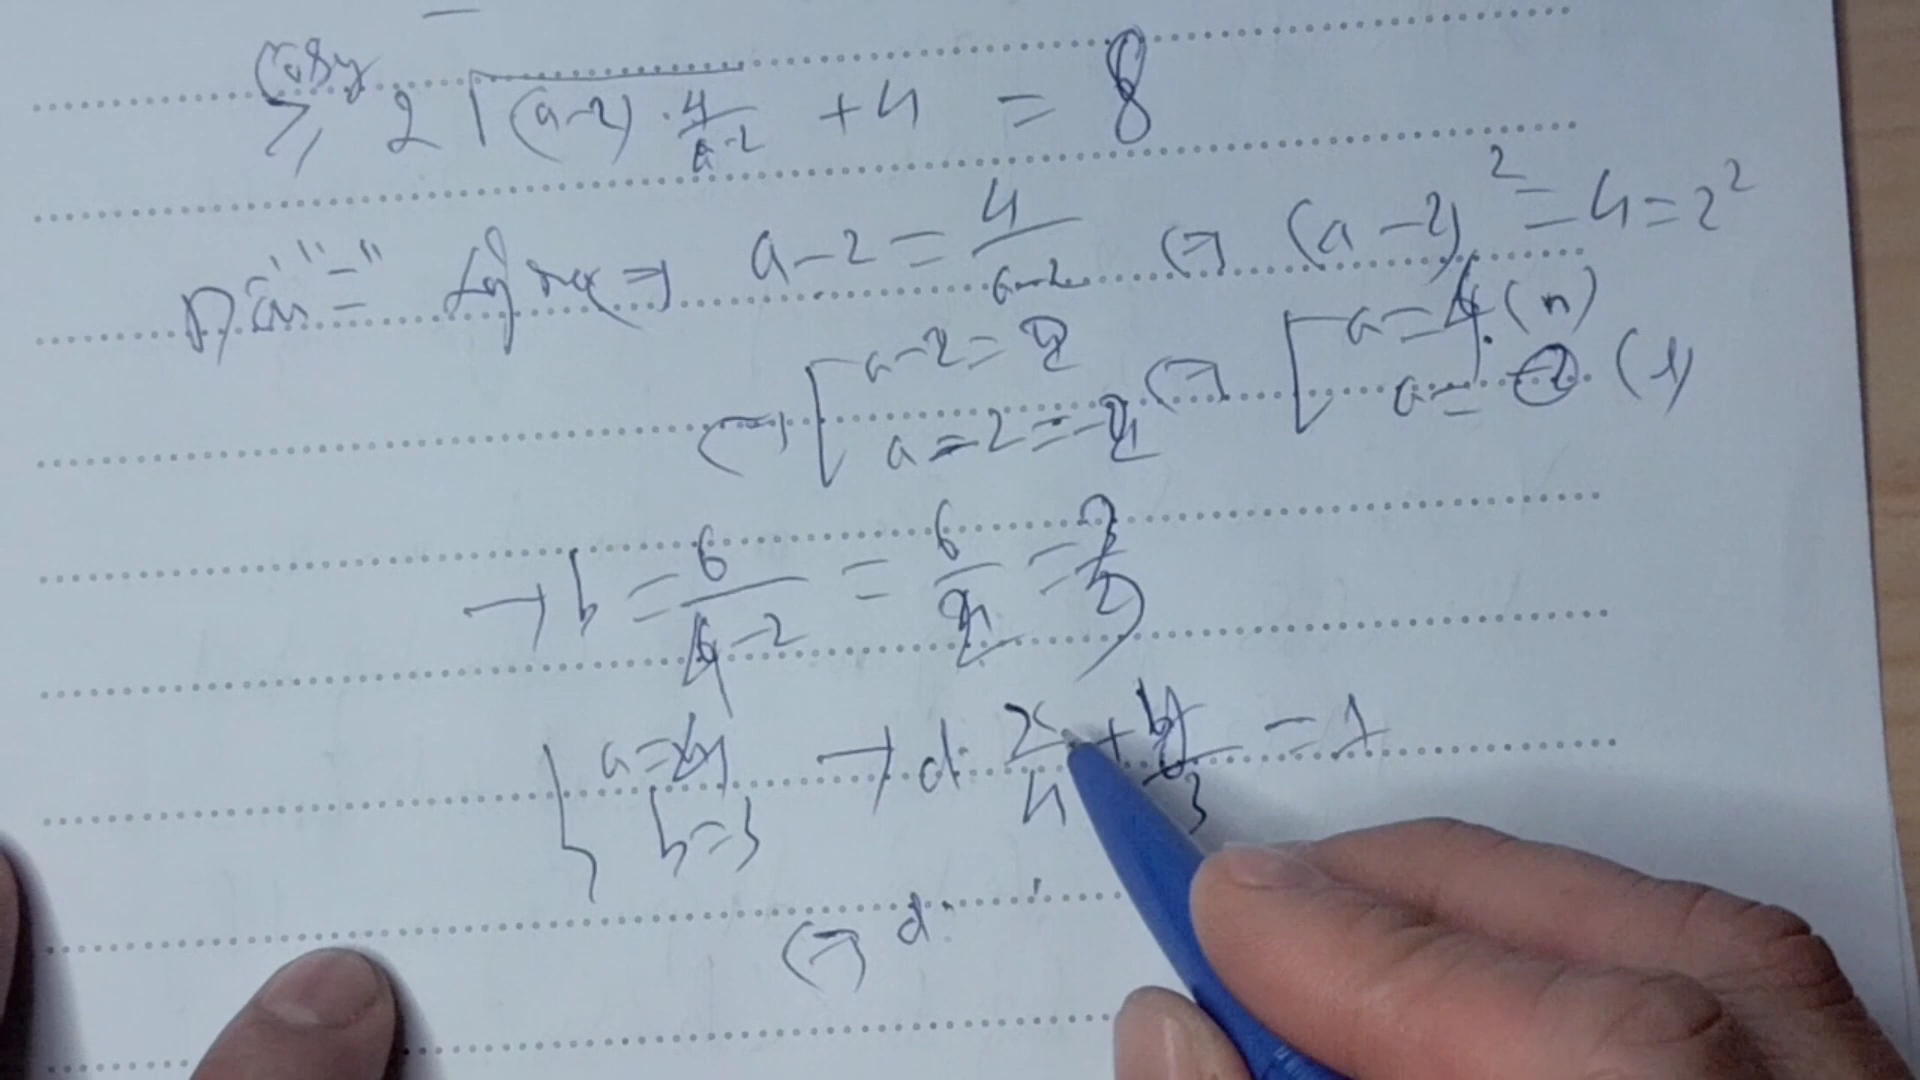 Cosy
≥ 2√(a-2)·4/(a-2) + 4 = 8
Dấu "=" xảy ra ⇒ a-2 = 4/(a-2) ⇔ (a-2)² = 4 = 2²
⇔ [ a-2 = 2 ⇔ [ a = 4 (n)
a-2 = -2 a = (l)
→ b = 6/(4-2) = 6/2 = 3
{ a = 4 → d: x/4 + y/3 = 1
b = 3
⇔ d: